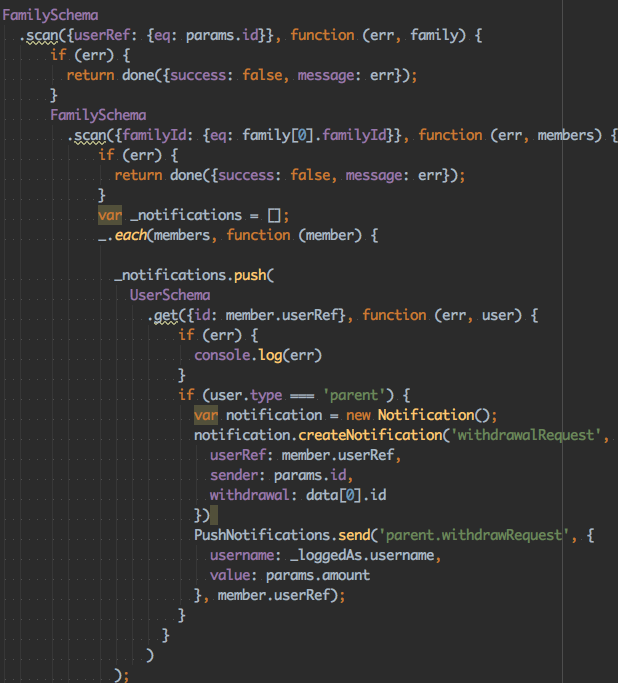 FamilySchema
.scan({userRef: {eq: params.id}}, function (err, family) {
if (err) {
return done({success: false, message: err});
}
FamilySchema
.scan({familyId: {eq: family[0].familyId}}, function (err, members) {
if (err) {
return done({success: false, message: err});
}
var _notifications = [];
_.each(members, function (member) {
_notifications.push(
UserSchema
.get({id: member.userRef}, function (err, user) {
if (err) {
console.log(err)
}
if (user.type === 'parent') {
var notification = new Notification();
notification.createNotification('withdrawalRequest',
userRef: member.userRef,
sender: params.id,
withdrawal: data[0].id
})
PushNotifications.send('parent.withdrawRequest', {
username: _loggedAs.username,
value: params.amount
}, member.userRef);
}
}
)
);